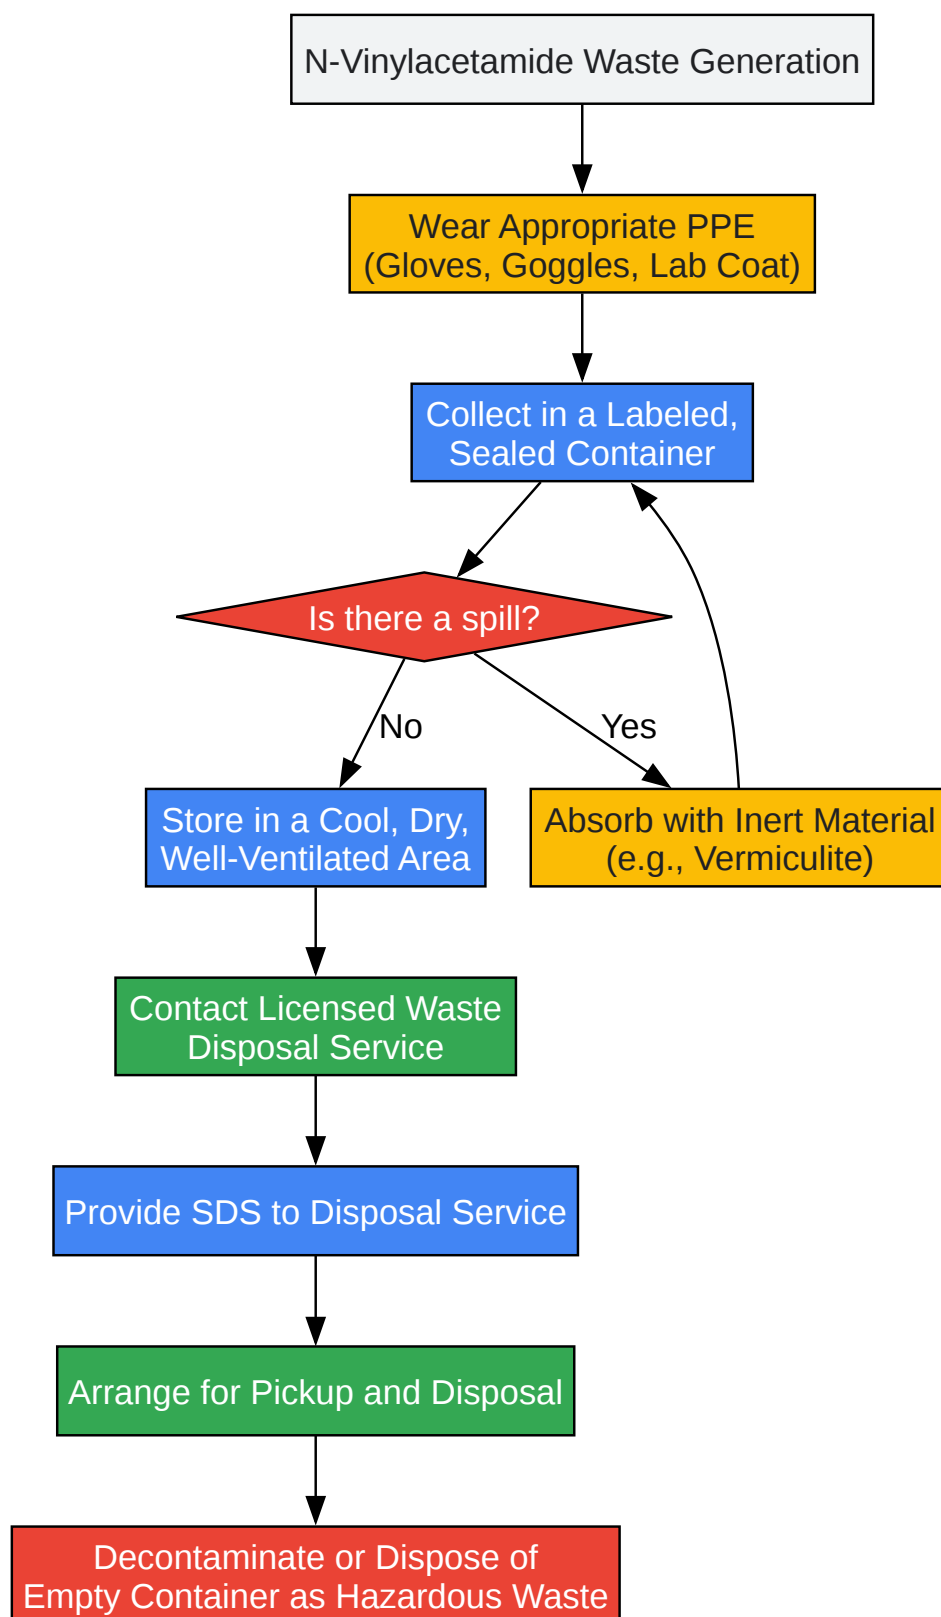 N-Vinylacetamide Waste Generation
Wear Appropriate PPE
(Gloves, Goggles, Lab Coat)
Collect in a Labeled,
Sealed Container
Is there a spill?
No
Yes
Store in a Cool, Dry,
Well-Ventilated Area
Absorb with Inert Material
(e.g., Vermiculite)
Contact Licensed Waste
Disposal Service
Provide SDS to Disposal Service
Arrange for Pickup and Disposal
Decontaminate or Dispose of
Empty Container as Hazardous Waste